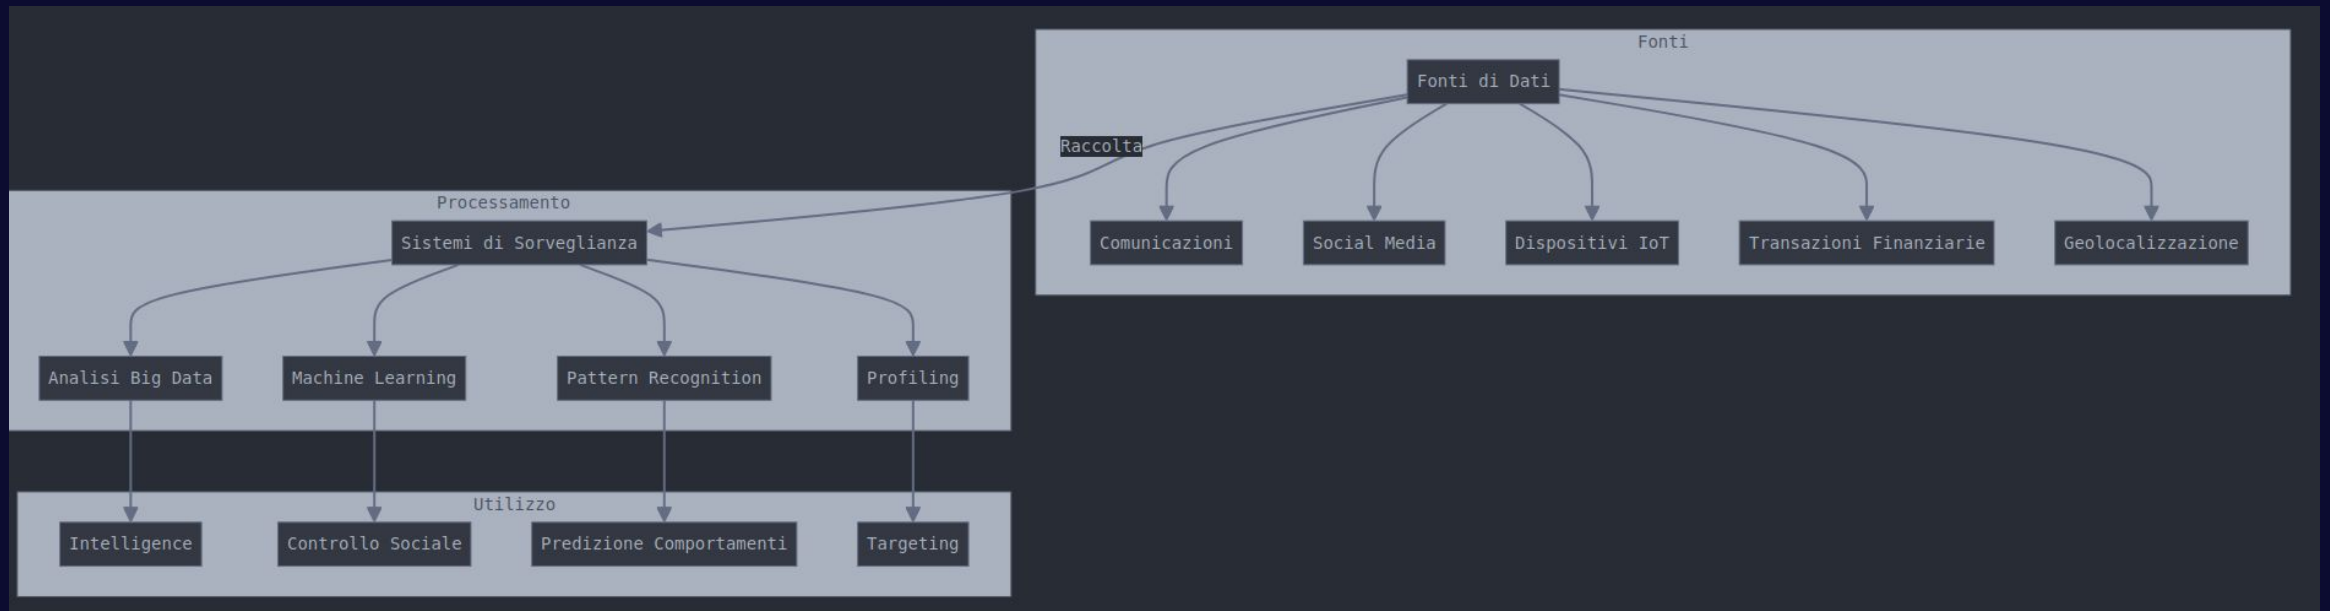 Fonti
Fonti di Dati
Raccolta
Comunicazioni
Social Media
Dispositivi IoT
Transazioni Finanziarie
Geolocalizzazione
Processamento
Sistemi di Sorveglianza
Analisi Big Data
Machine Learning
Pattern Recognition
Profiling
Utilizzo
Intelligence
Controllo Sociale
Predizione Comportamenti
Targeting